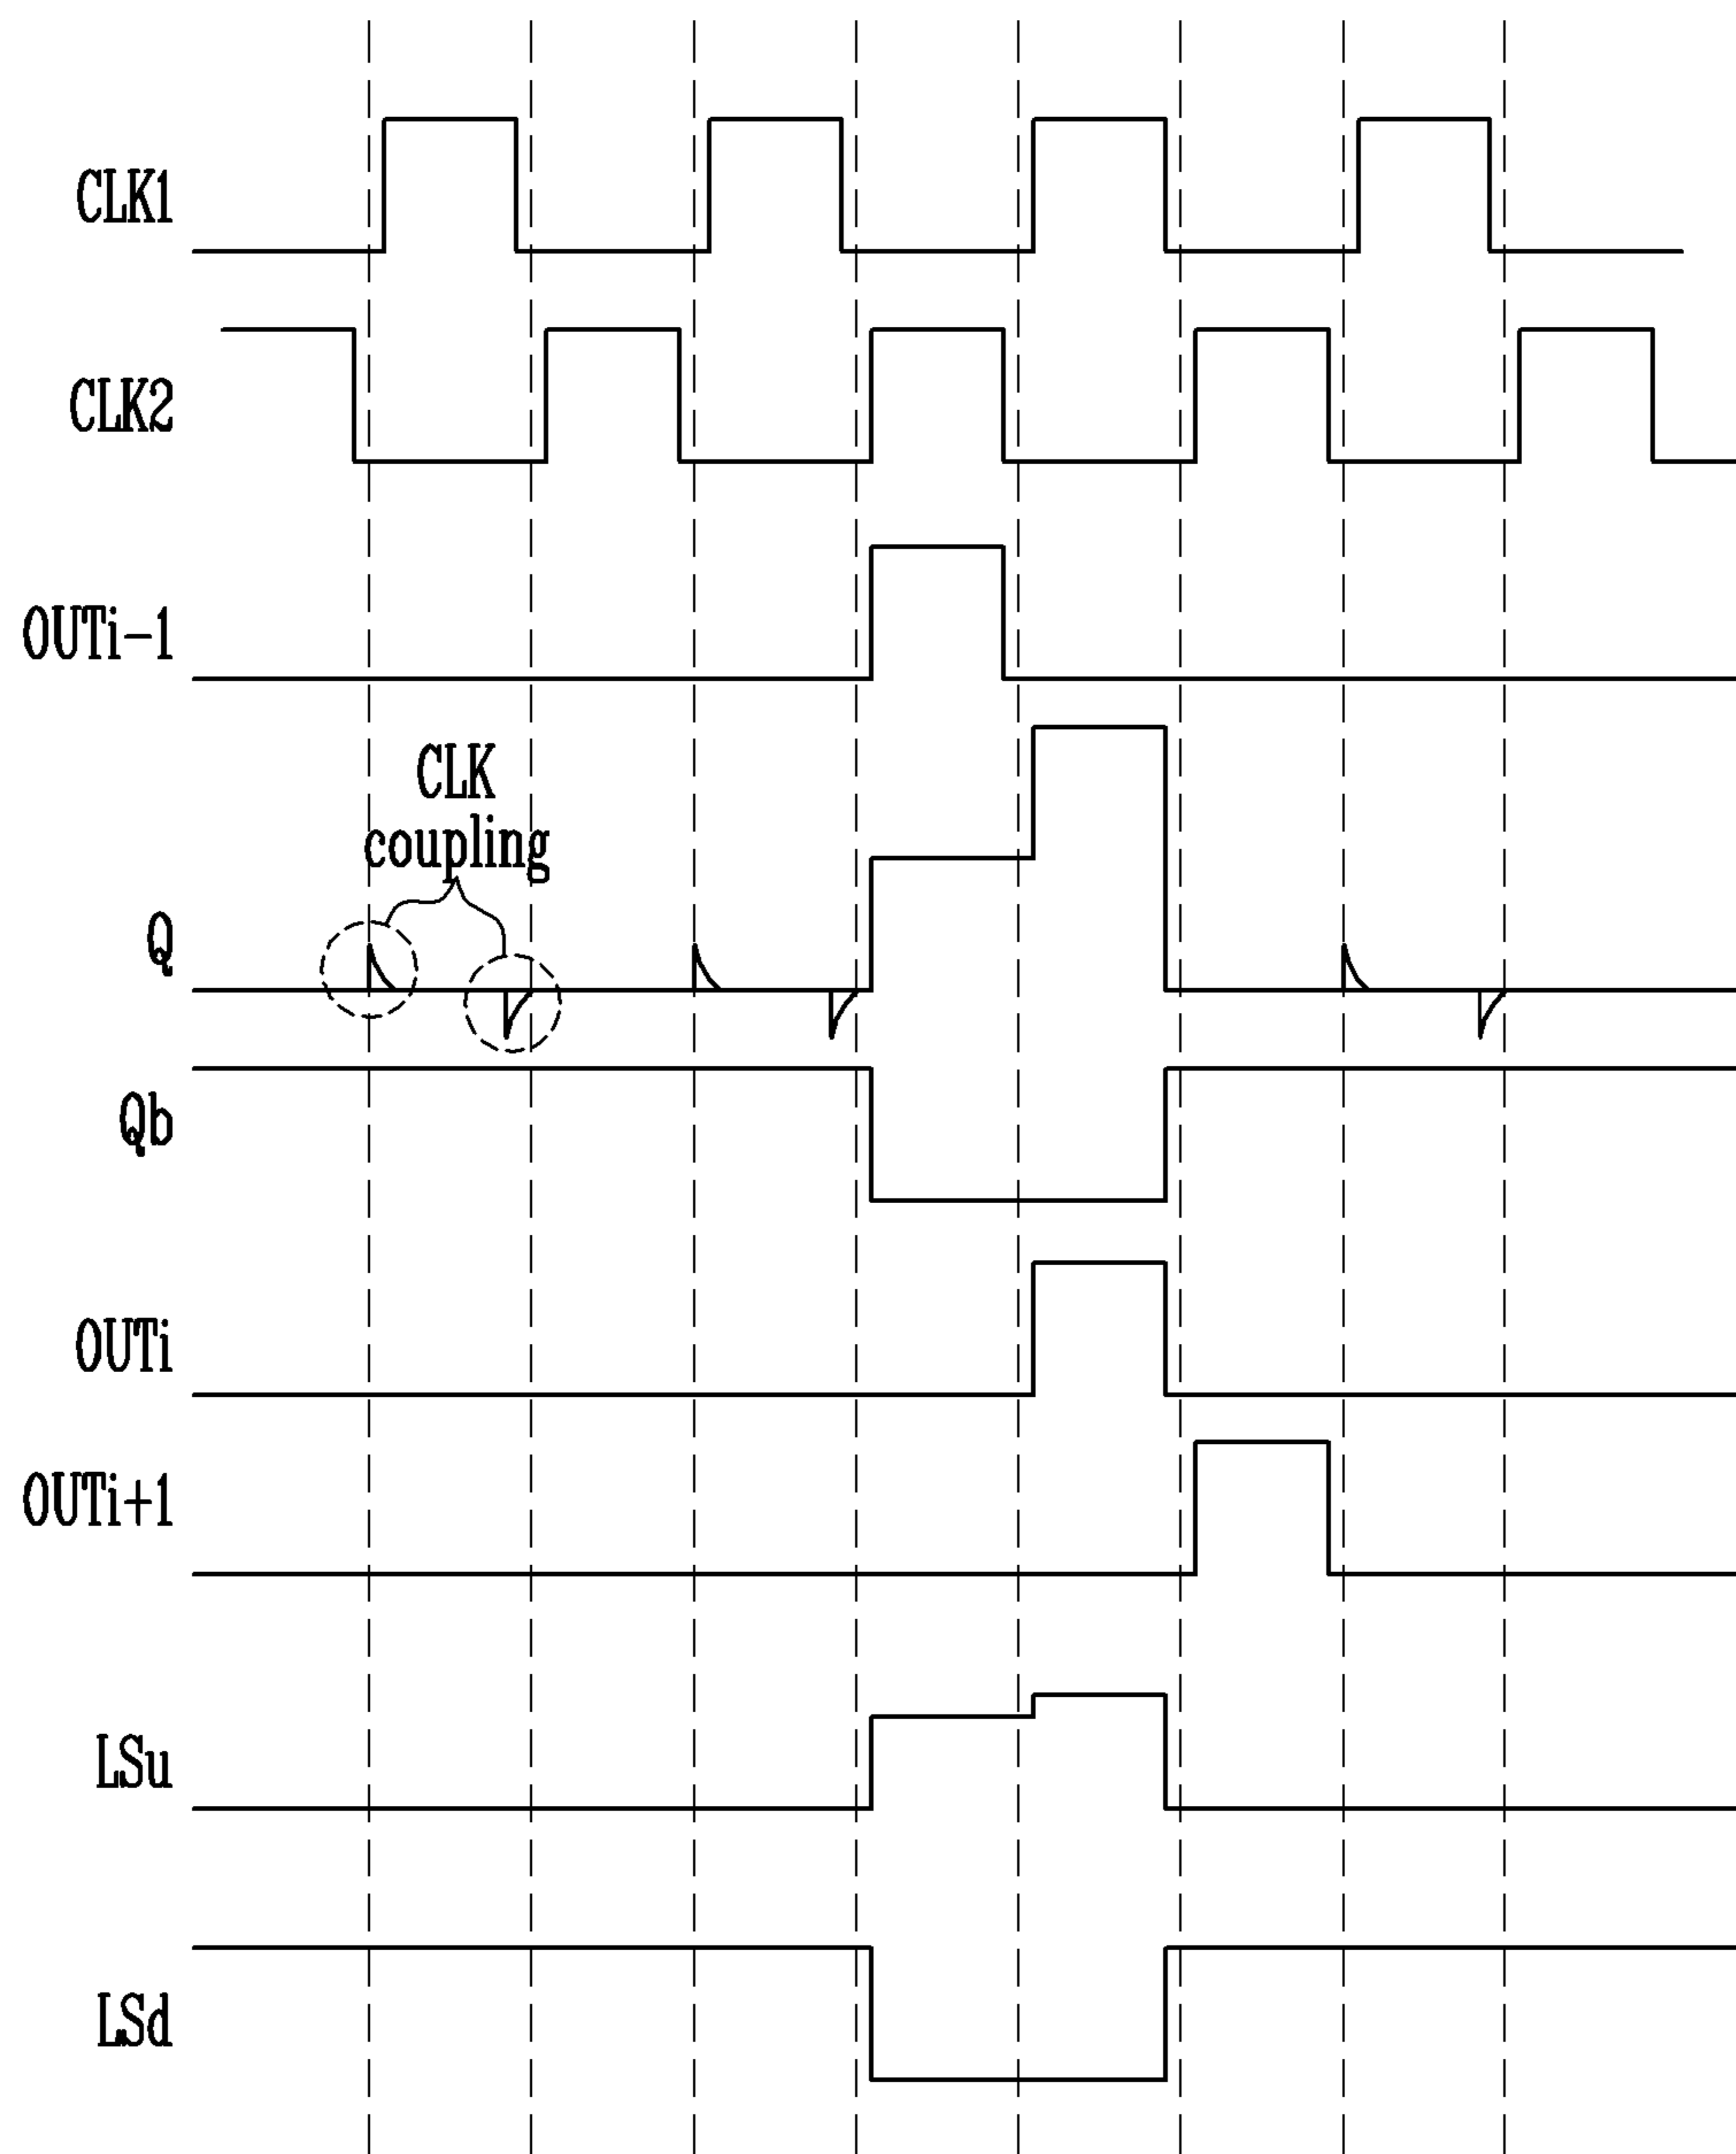 CLK1
CLK2
OUTi-1
CLK
coupling
Q
Qb
OUTi
OUTi+1
LSu
LSd